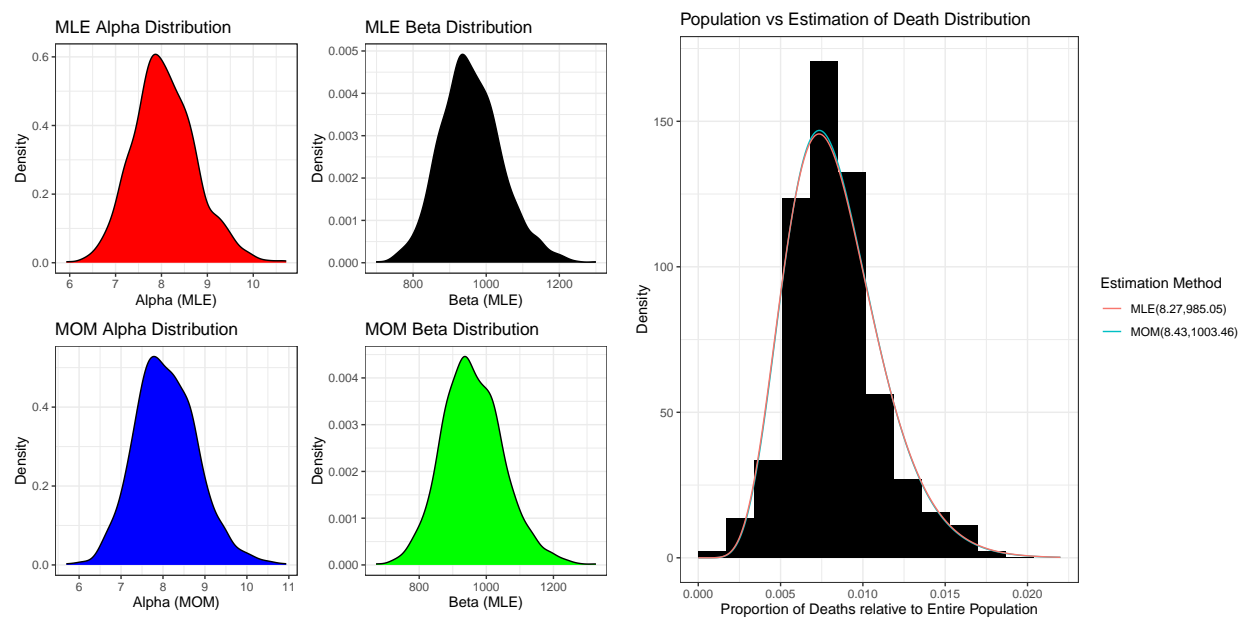 MLE Alpha Distribution
0.6
0.4
0.2
0.0
Density
6 7 8 9 10
Alpha (MLE)
MLE Beta Distribution
0.005
0.004
0.003
0.002
0.001
0.000
Density
800 1000 1200
Beta (MLE)
MOM Alpha Distribution
0.4
0.2
0.0
Density
6 7 8 9 10 11
Alpha (MOM)
MOM Beta Distribution
0.004
0.003
0.002
0.001
0.000
Density
800 1000 1200
Beta (MLE)
Population vs Estimation of Death Distribution
150
100
50
0
Density
0.000 0.005 0.010 0.015 0.020
Proportion of Deaths relative to Entire Population
Estimation Method
MLE(8.27,985.05)
MOM(8.43,1003.46)